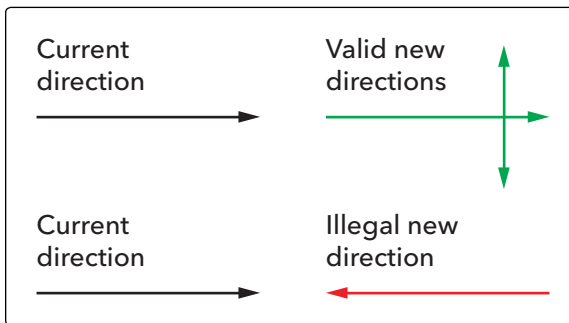 Current
direction
Valid new
directions
Current
direction
Illegal new
direction